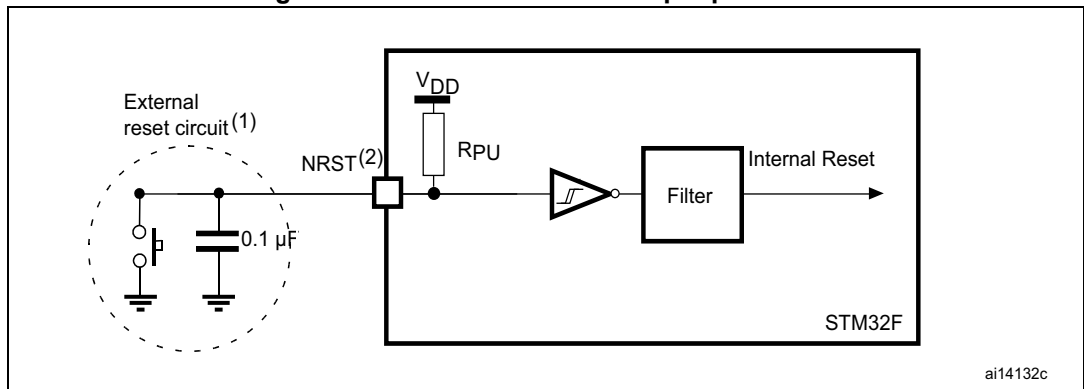 External
reset circuit(1)
NRST(2)
VDD
RPU
Internal Reset
Filter
0.1 µF
STM32F
ai14132c